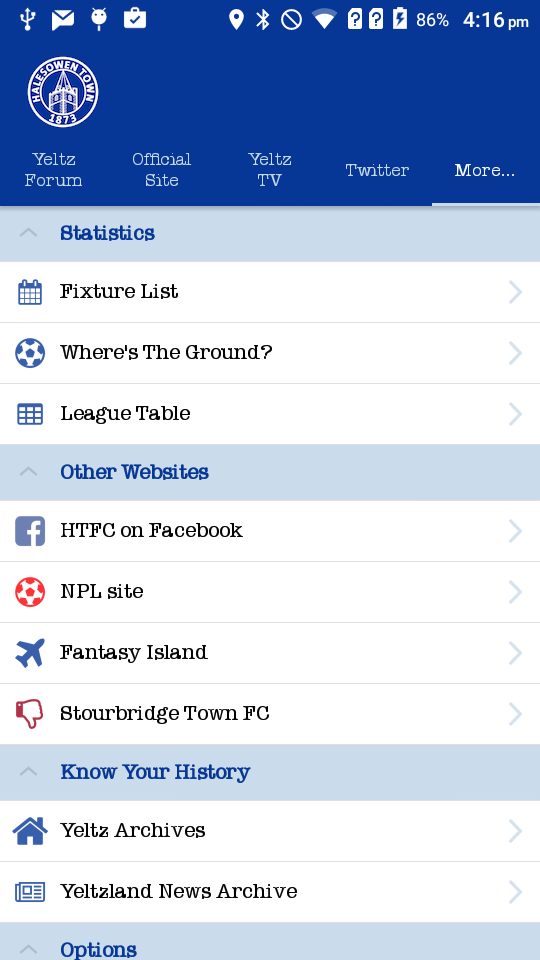 86% 4:16 pm
HALESOWEN TOWN
1873
Yeltz
Forum
Official
Site
Yeltz
TV
Twitter
More...
Statistics
Fixture List
Where's The Ground?
League Table
Other Websites
HTFC on Facebook
NPL site
Fantasy Island
Stourbridge Town FC
Know Your History
Yeltz Archives
Yeltzland News Archive
Options